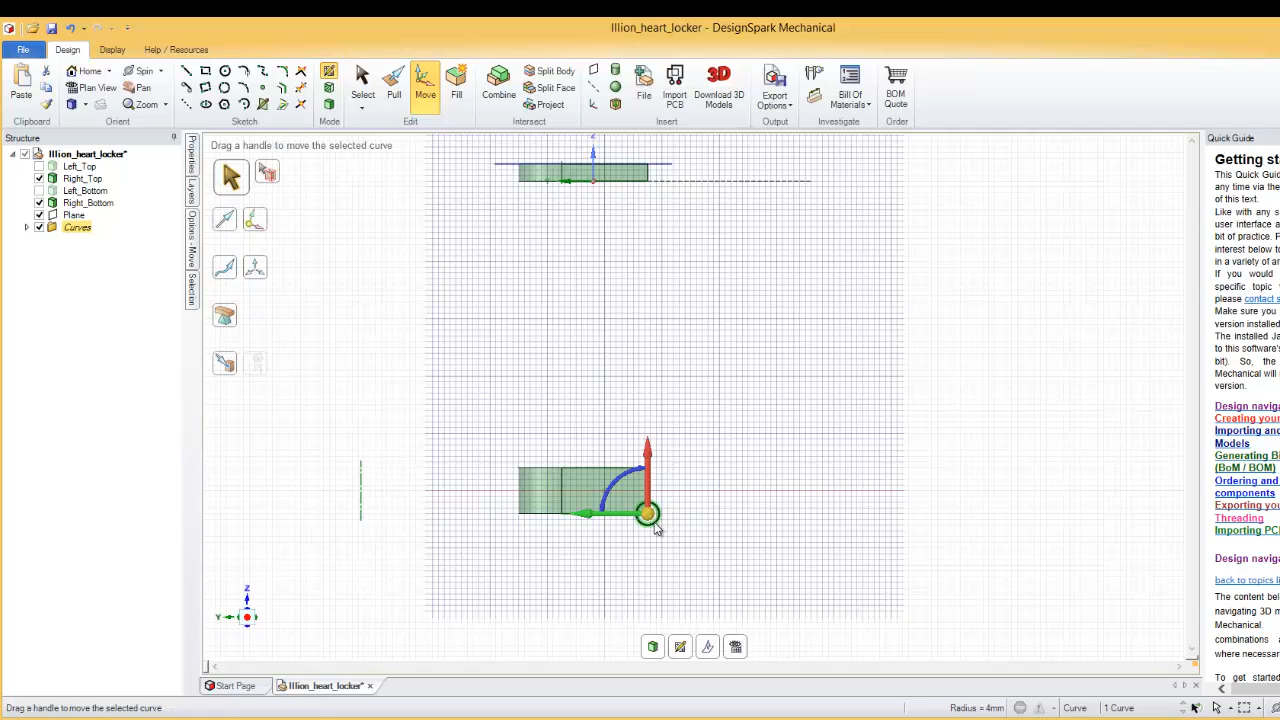 Illion_heart_locker - DesignSpark Mechanical
File Design Display Help / Resources
Home Spin
Plan View Pan
Zoom
Paste
Select Pull Move Fill
Combine
Split Body
Split Face
Project
File Import PCB Download 3D Models
Export Options
Bill Of Materials
BOM Quote
Clipboard Orient Sketch Mode Edit Intersect Insert Output Investigate Order
Structure
Illion_heart_locker*
Left_Top
Right_Top
Left_Bottom
Right_Bottom
Plane
Curves
Properties
Layers
Options - Move
Selection
Drag a handle to move the selected curve
Z
Z
Y
Quick Guide
Getting sta
This Quick Guid
any time via the
of this text.
Like with any s
user interface a
bit of practice. F
interest below to
in a variety of ar
If you would
specific topic
please contact s
Make sure you
version installed
The installed Ja
to this software's
bit). So, the
Mechanical will
version.
Design naviga
Creating your
Importing and
Models
Generating Bi
(BoM / BOM)
Ordering and
components
Exporting you
Threading
Importing PC
Design naviga
back to topics li
The content bel
navigating 3D m
Mechanical.
combinations a
where necessar
To get started
Start Page Illion_heart_locker*
Drag a handle to move the selected curve
Radius = 4mm Curve 1 Curve